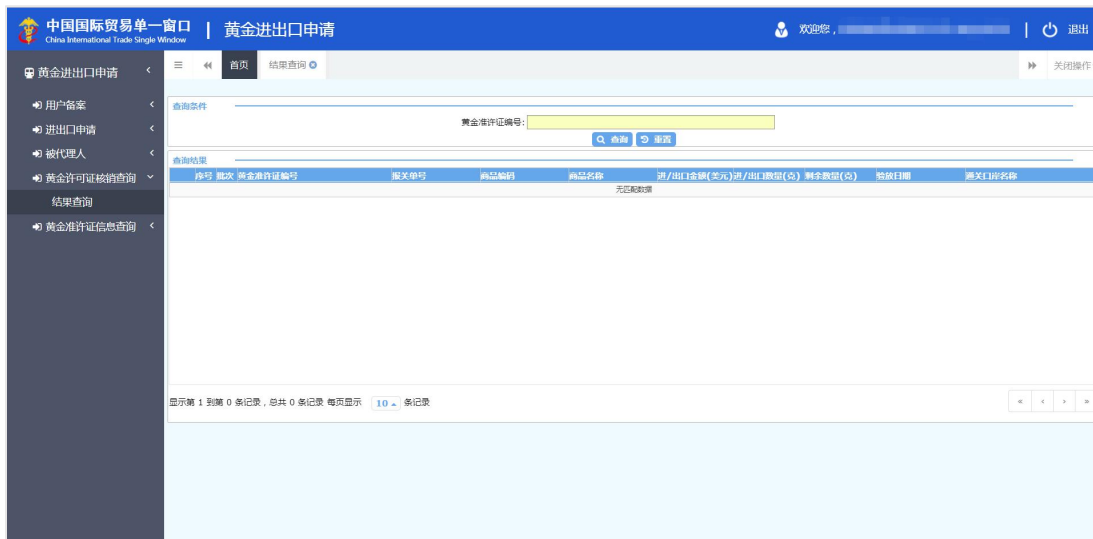 中国国际贸易单一窗口 | 黄金进出口申请
China International Trade Single Window
欢迎您，
退出
黄金进出口申请
首页
结果查询
关闭操作
用户备案
进出口申请
被代理人
黄金许可证核销查询
结果查询
黄金准许证信息查询
查询条件
黄金准许证编号:
查询 重置
查询结果
序号 批次 黄金准许证编号 报关单号 商品编码 商品名称 进/出口金额(美元) 进/出口数量(克) 剩余数量(克) 验放日期 通关口岸名称
无匹配数据
显示第 1 到第 0 条记录，总共 0 条记录 每页显示 10 条记录
« ‹ › »